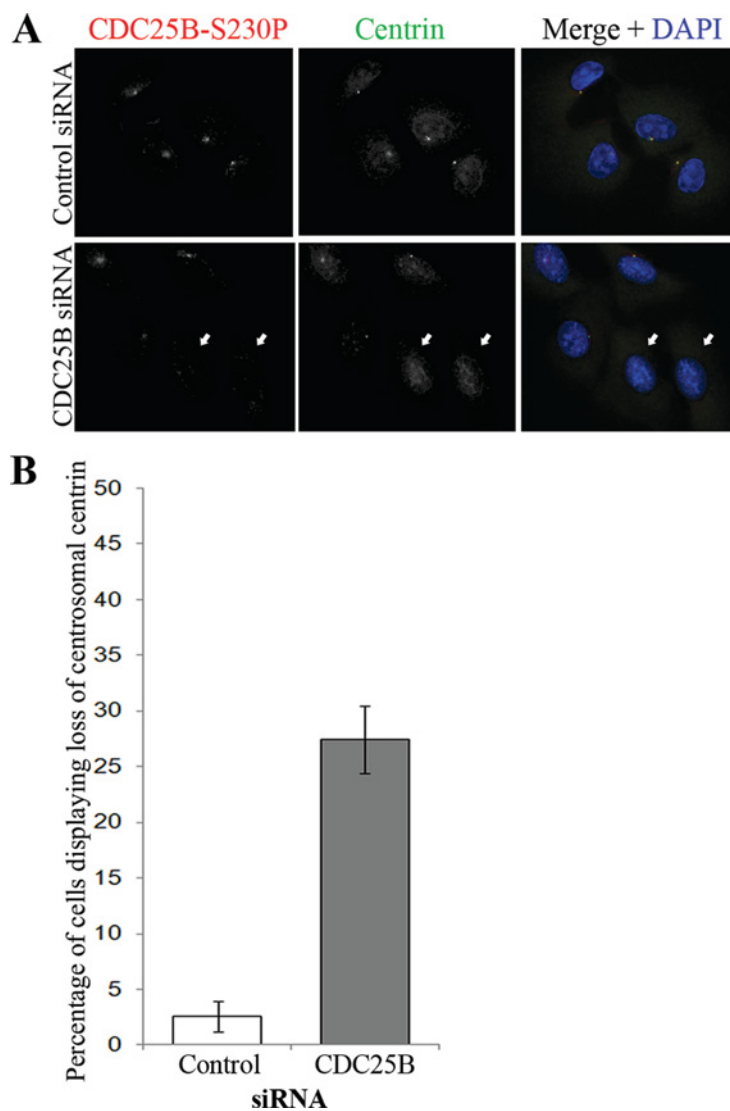 A
CDC25B-S230P Centrin Merge + DAPI
Control siRNA
CDC25B siRNA
B
Percentage of cells displaying loss of centrosomal centrin
50
45
40
35
30
25
20
15
10
5
0
Control CDC25B
siRNA